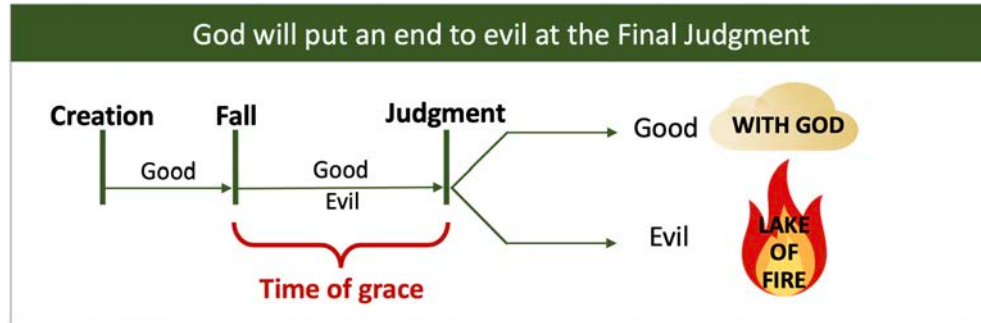 God will put an end to evil at the Final Judgment
Creation
Fall
Judgment
Good
Good
Evil
Time of grace
Good
WITH GOD
Evil
LAKE
OF
FIRE